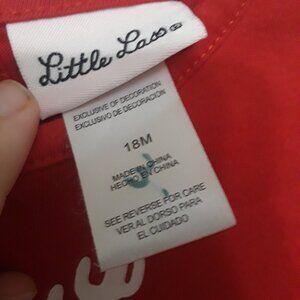 Little Lass®
EXCLUSIVE OF DECORATION
EXCLUSIVO DE DECORACIÓN
18M
MADE IN CHINA
HECHO EN CHINA
SEE REVERSE FOR CARE
VER AL DORSO PARA
EL CUIDADO